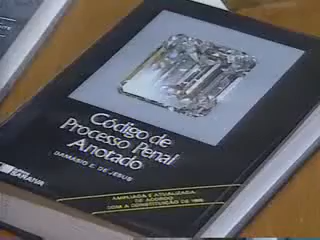 Código de
Processo Penal
Anotado
DAMÁSIO E. DE JESUS
AMPLIADA E ATUALIZADA
DE ACORDO
COM A CONSTITUIÇÃO DE 1988
SARAIVA